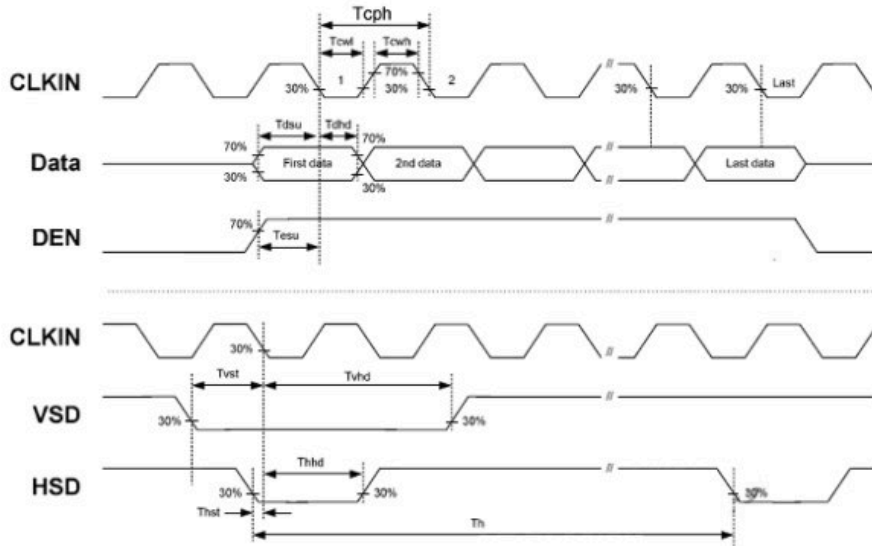 Tcph
Tcwl Tcwh
CLKIN 30% 1 70% 30% 2 30% 30% Last
Tdsu Tdhd
70% 70%
Data First data 2nd data Last data
30% 30%
DEN 70% Tesu
CLKIN 30%
Tvst Tvhd
VSD 30% 30%
Thhd
HSD 30% 30% 30%
Thst Th